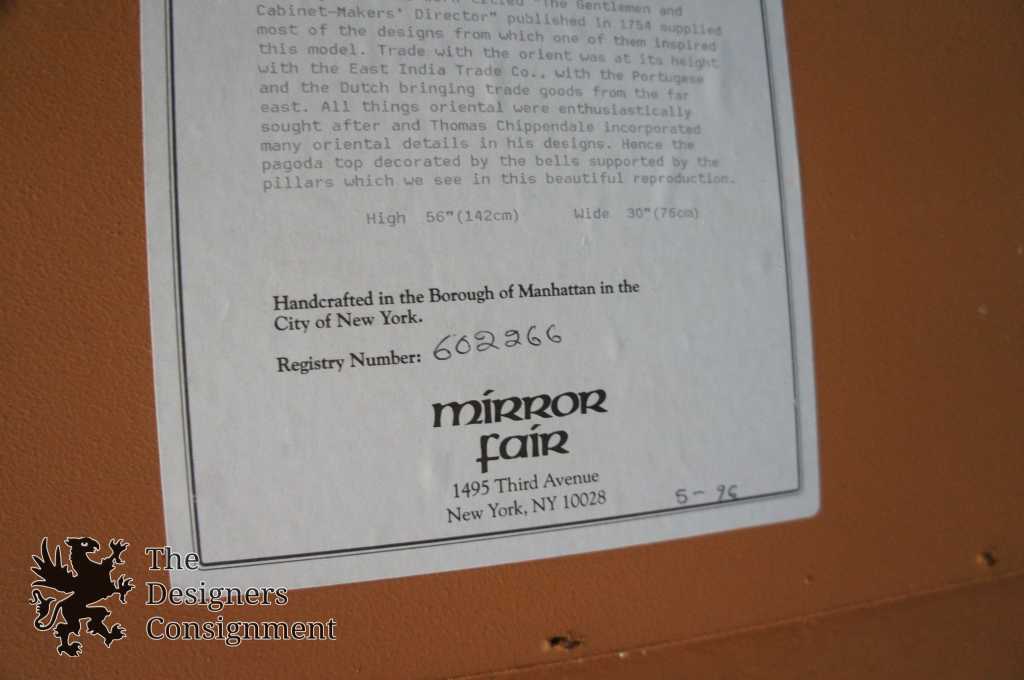 "The Gentlemen and
Cabinet-Makers' Director" published in 1754 supplied
most of the designs from which one of them inspired
this model. Trade with the orient was at its height
with the East India Trade Co., with the Portugese
and the Dutch bringing trade goods from the far
east. All things oriental were enthusiastically
sought after and Thomas Chippendale incorporated
many oriental details in his designs. Hence the
pagoda top decorated by the bells supported by the
pillars which we see in this beautiful reproduction.
High 56"(142cm) Wide 30"(76cm)
Handcrafted in the Borough of Manhattan in the
City of New York.
Registry Number: 602266
mirror
fair
1495 Third Avenue
New York, NY 10028
5-96
The
Designers
Consignment